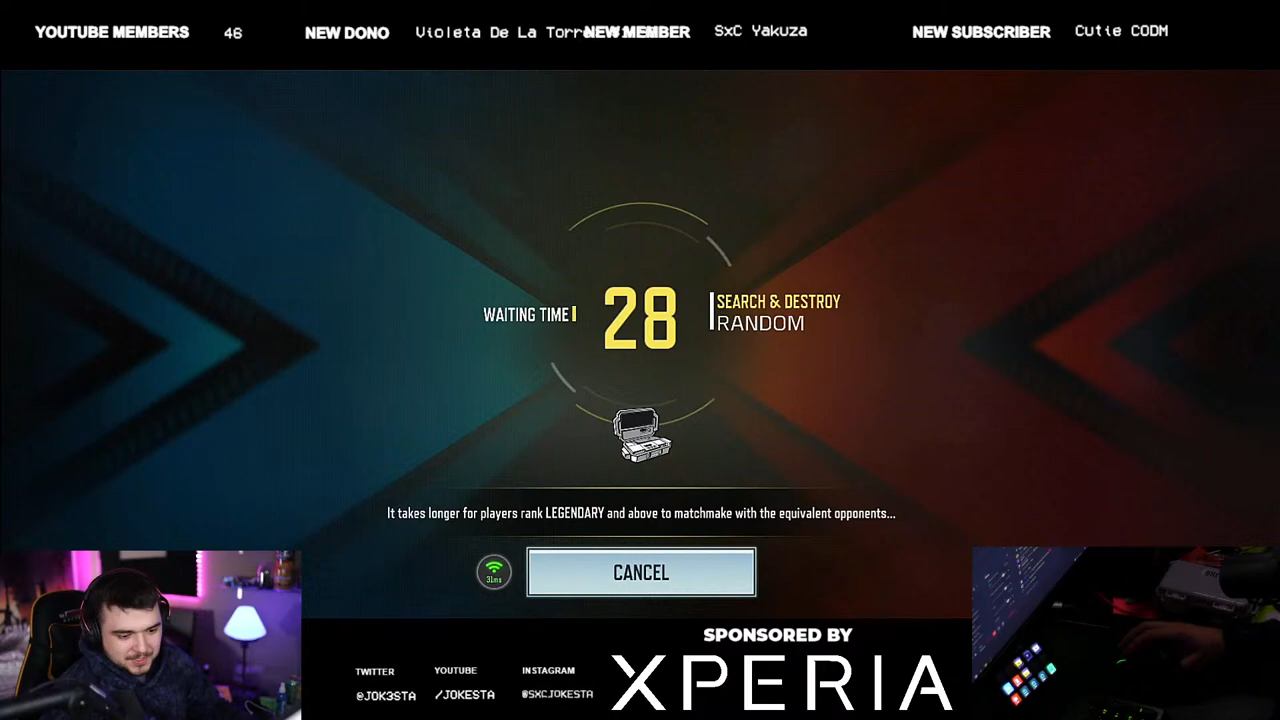 YOUTUBE MEMBERS 46 NEW DONO Violeta De La Torre NEW MEMBER SxC Yakuza NEW SUBSCRIBER Cutie CODM
WAITING TIME 28 SEARCH & DESTROY
RANDOM
It takes longer for players rank LEGENDARY and above to matchmake with the equivalent opponents...
31ms CANCEL
SPONSORED BY
XPERIA
TWITTER YOUTUBE INSTAGRAM
@JOK3STA /JOKESTA @SXCJOKESTA